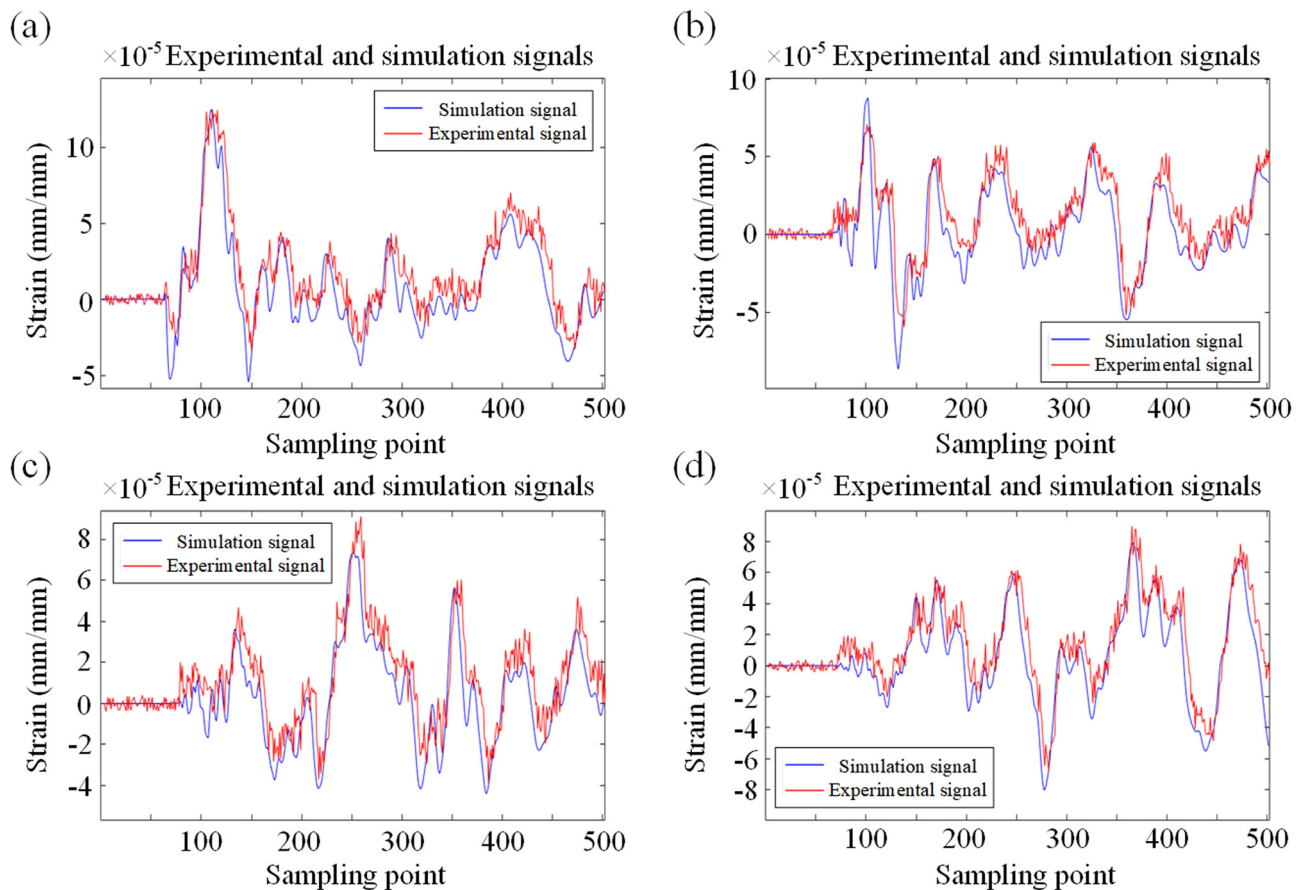 (a)
×10-5 Experimental and simulation signals
Simulation signal
Experimental signal
10
5
0
-5
Strain (mm/mm)
100 200 300 400 500
Sampling point
(b)
×10-5 Experimental and simulation signals
10
5
0
-5
Strain (mm/mm)
Simulation signal
Experimental signal
100 200 300 400 500
Sampling point
(c)
×10-5 Experimental and simulation signals
Simulation signal
Experimental signal
8
6
4
2
0
-2
-4
Strain (mm/mm)
100 200 300 400 500
Sampling point
(d)
×10-5 Experimental and simulation signals
8
6
4
2
0
-2
-4
-6
-8
Strain (mm/mm)
Simulation signal
Experimental signal
100 200 300 400 500
Sampling point